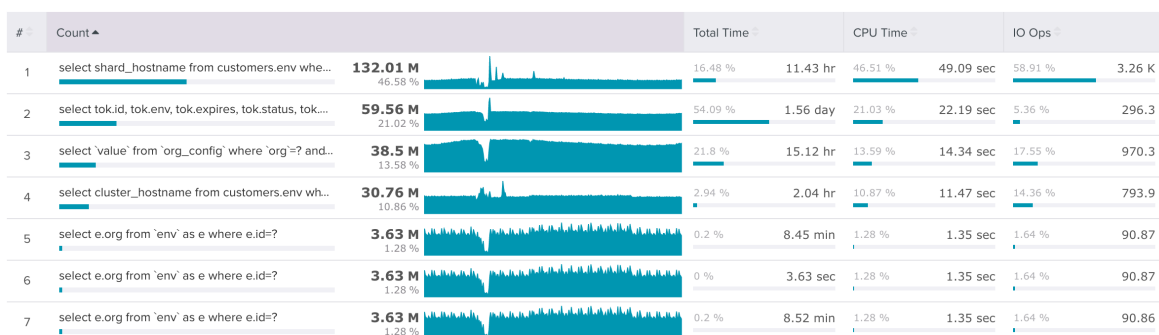 # Count Total Time CPU Time IO Ops
1 select shard_hostname from customers.env whe... 132.01 M 16.48 % 11.43 hr 46.51 % 49.09 sec 58.91 % 3.26 K
46.58 %
2 select tok.id, tok.env, tok.expires, tok.status, tok.... 59.56 M 54.09 % 1.56 day 21.03 % 22.19 sec 5.36 % 296.3
21.02 %
3 select `value` from `org_config` where `org`=? and... 38.5 M 21.8 % 15.12 hr 13.59 % 14.34 sec 17.55 % 970.3
13.58 %
4 select cluster_hostname from customers.env wh... 30.76 M 2.94 % 2.04 hr 10.87 % 11.47 sec 14.36 % 793.9
10.86 %
5 select e.org from `env` as e where e.id=? 3.63 M 0.2 % 8.45 min 1.28 % 1.35 sec 1.64 % 90.87
1.28 %
6 select e.org from `env` as e where e.id=? 3.63 M 0 % 3.63 sec 1.28 % 1.35 sec 1.64 % 90.87
1.28 %
7 select e.org from `env` as e where e.id=? 3.63 M 0.2 % 8.52 min 1.28 % 1.35 sec 1.64 % 90.86
1.28 %